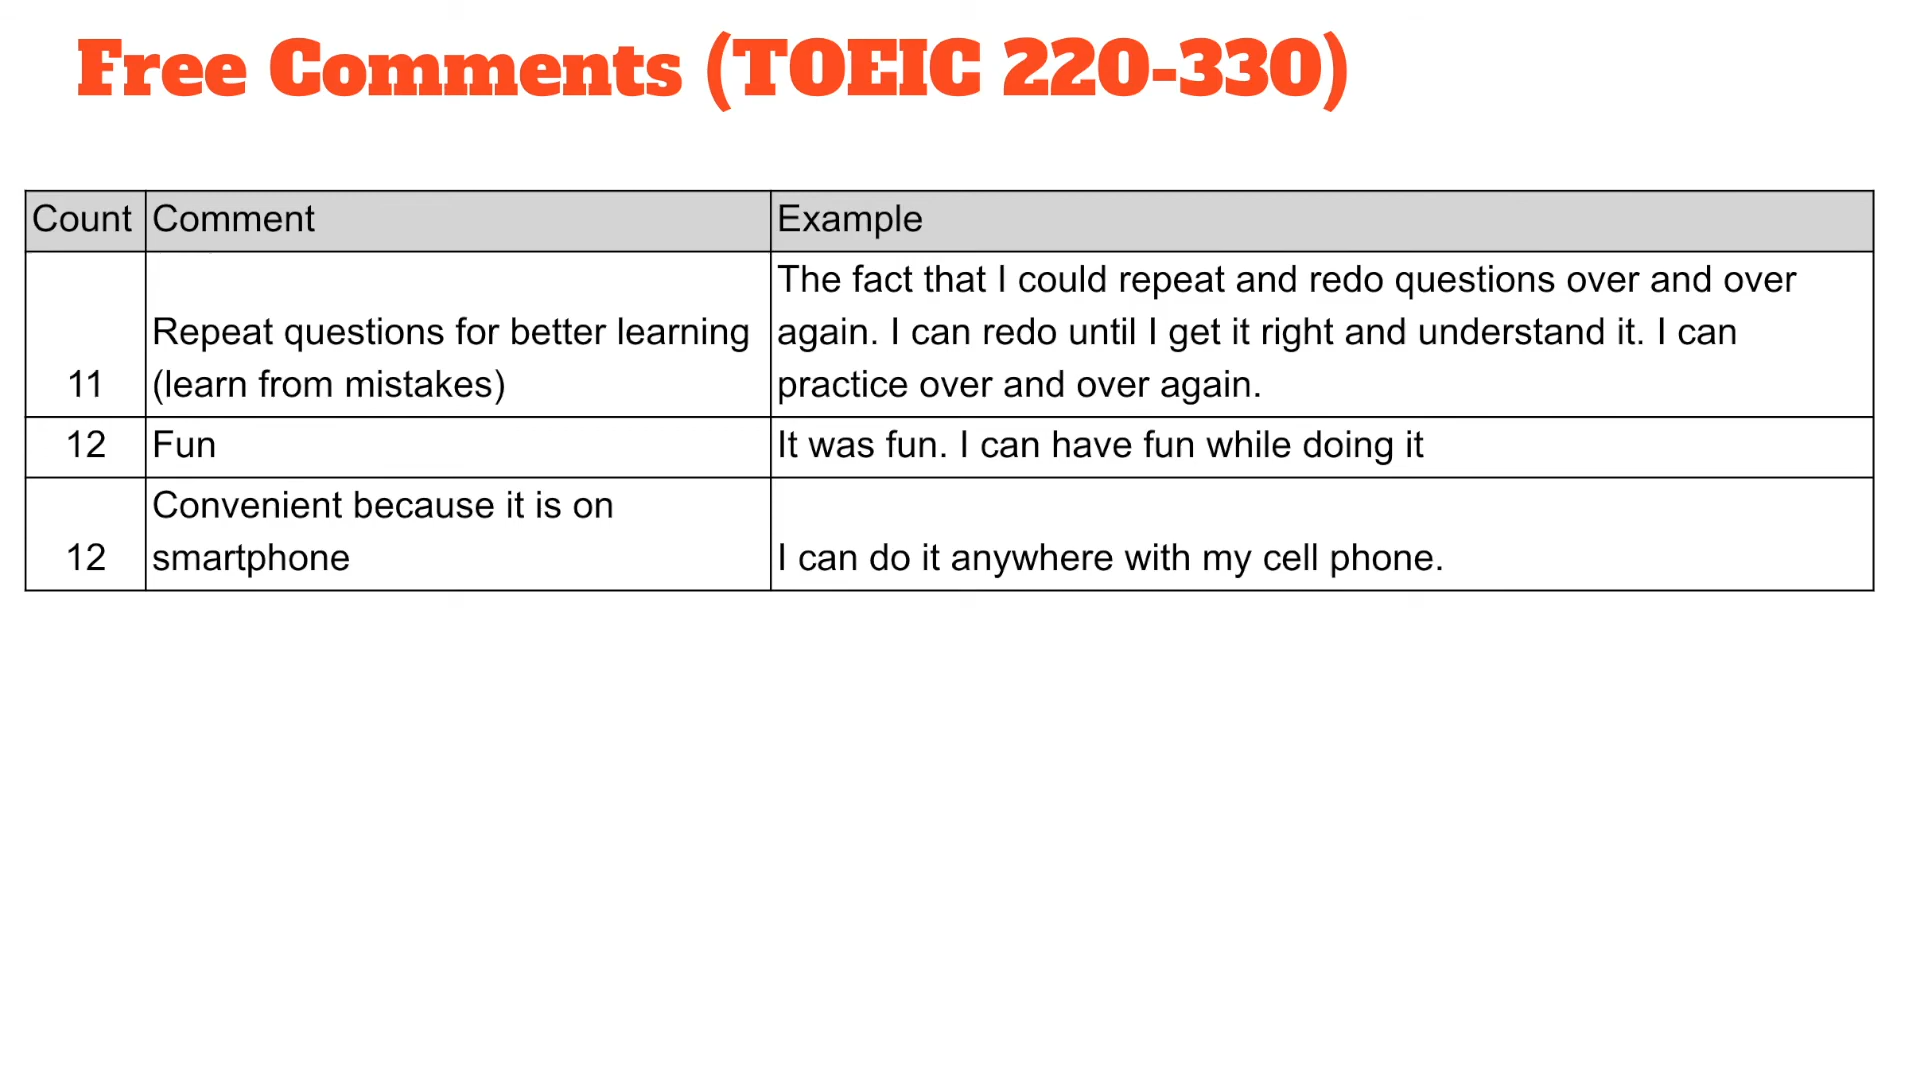 Free Comments (TOEIC 220-330)
Count Comment Example
The fact that I could repeat and redo questions over and over
Repeat questions for better learning again. I can redo until I get it right and understand it. I can
11 (learn from mistakes) practice over and over again.
12 Fun It was fun. I can have fun while doing it
Convenient because it is on
12 smartphone I can do it anywhere with my cell phone.